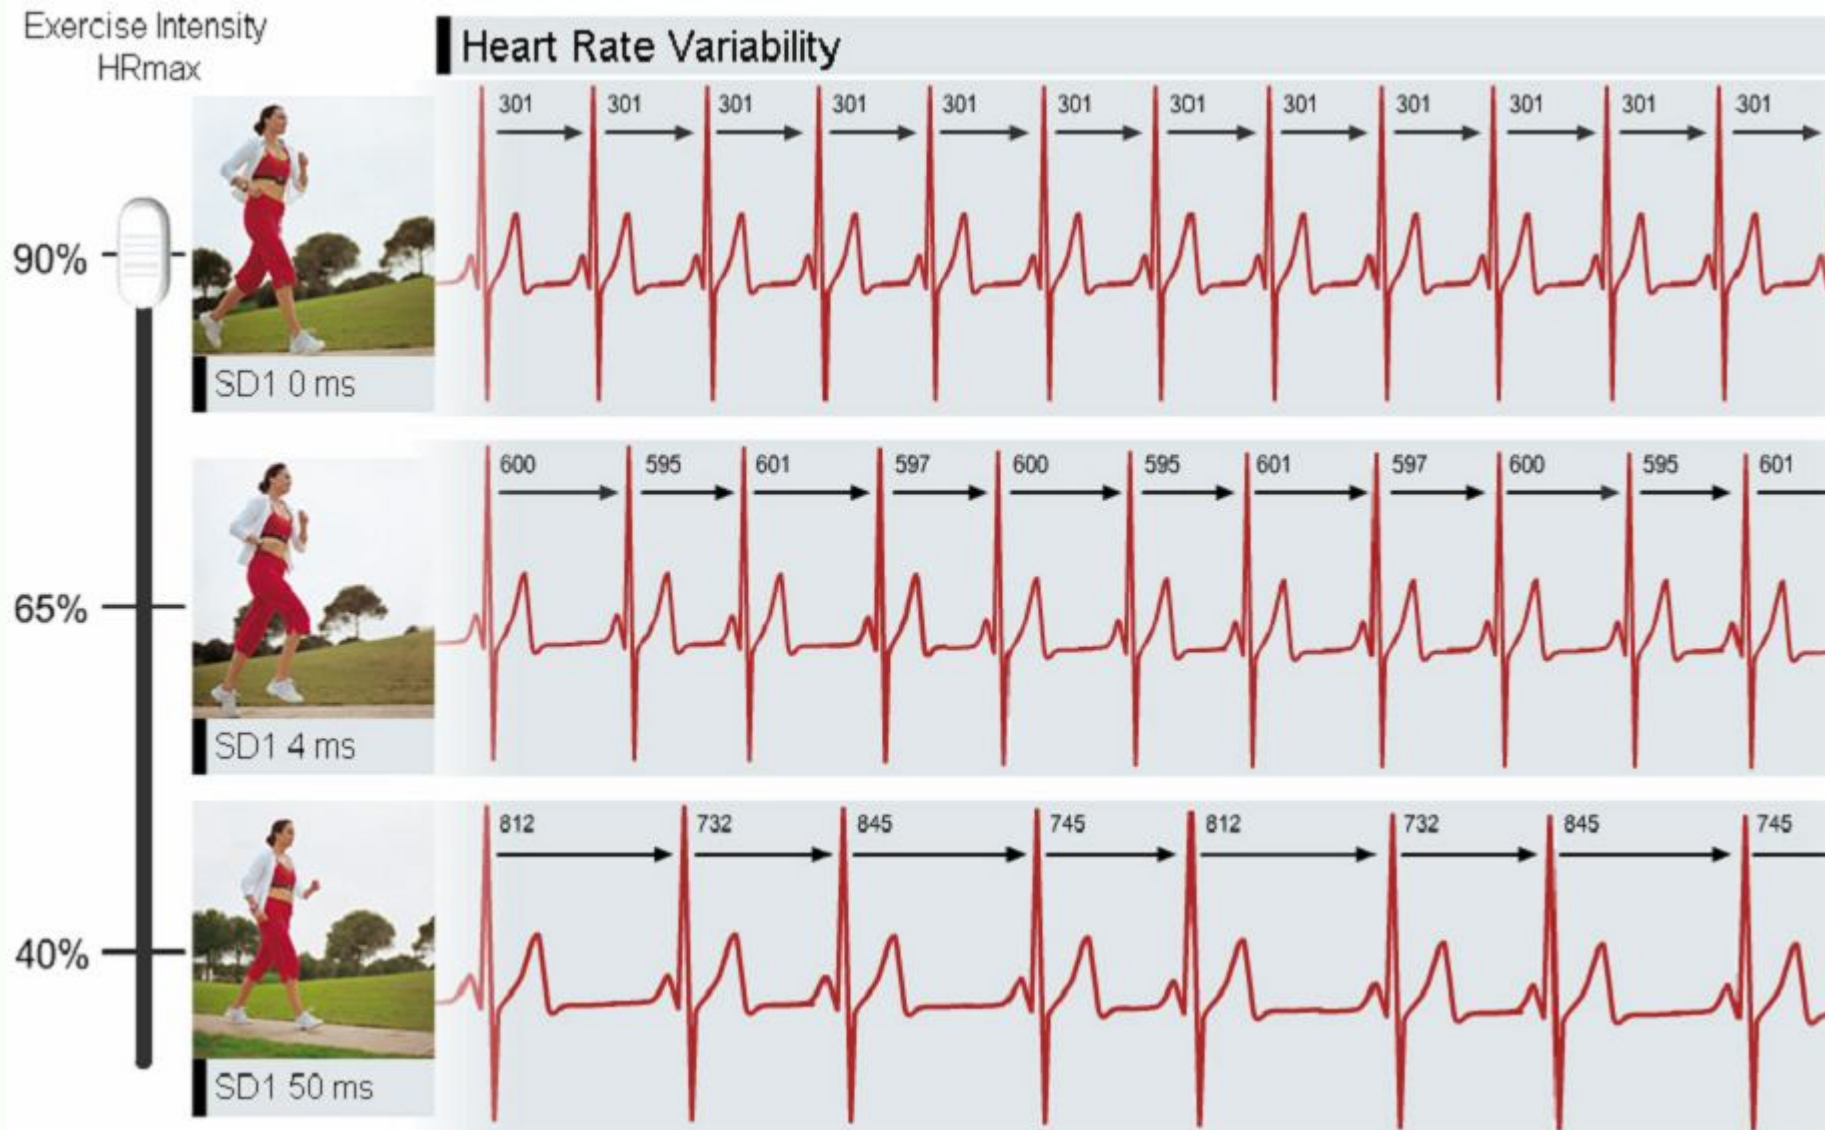 Exercise Intensity
HRmax
Heart Rate Variability
301 301 301 301 301 301 301 301 301 301 301 301
90%
SD1 0 ms
600 595 601 597 600 595 601 597 600 595 601
65%
SD1 4 ms
812 732 845 745 812 732 845 745
40%
SD1 50 ms